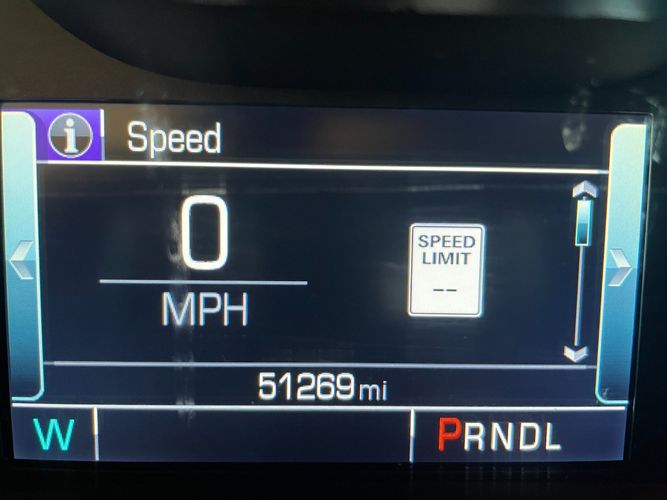 Speed
0
MPH
SPEED
LIMIT
--
51269 mi
W
PRNDL